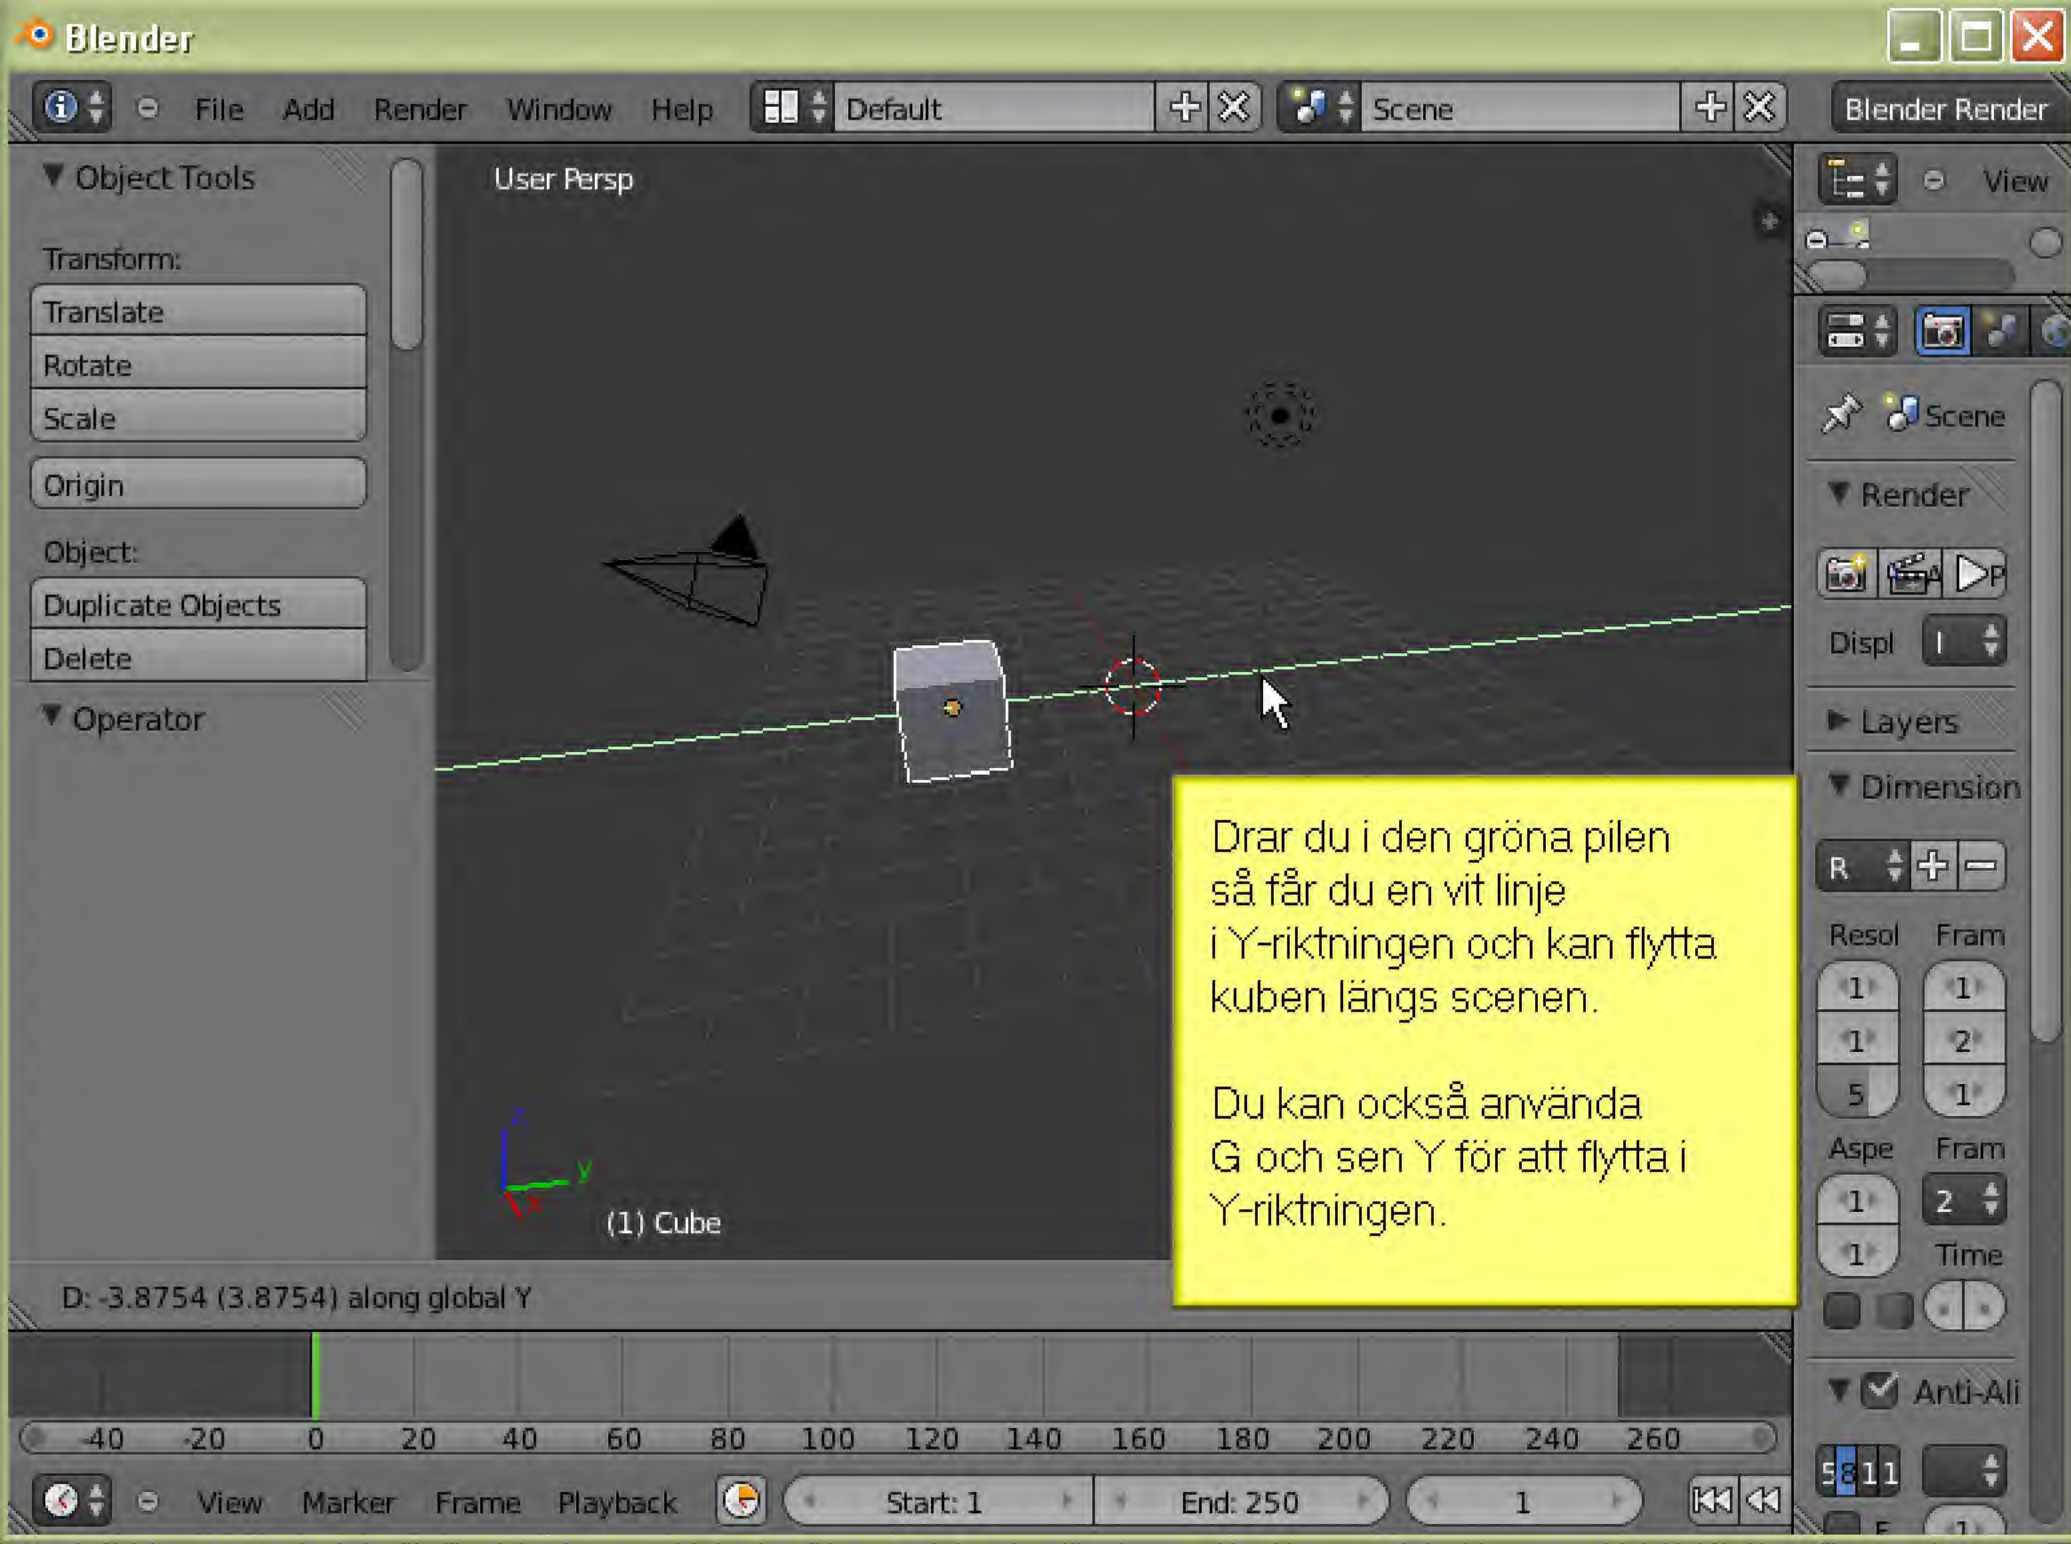 Blender
File Add Render Window Help Default Scene Blender Render
Object Tools
Transform:
Translate
Rotate
Scale
Origin
Object:
Duplicate Objects
Delete
Operator
User Persp
z
y
x
(1) Cube
Drar du i den gröna pilen
så får du en vit linje
i Y-riktningen och kan flytta
kuben längs scenen.
Du kan också använda
G och sen Y för att flytta i
Y-riktningen.
View
Scene
Render
A P
Displ I
Layers
Dimension
R
Resol Fram
1 1
1 2
5 1
Aspe Fram
1 2
1 Time
Anti-Ali
5 8 11
D: -3.8754 (3.8754) along global Y
-40 -20 0 20 40 60 80 100 120 140 160 180 200 220 240 260
View Marker Frame Playback Start: 1 End: 250 1